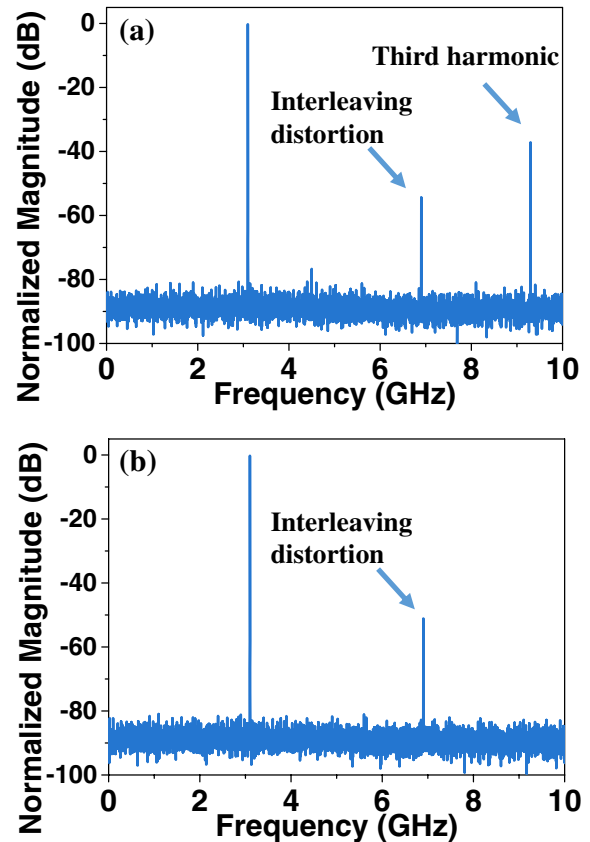 (a)
Third harmonic
Interleaving
distortion
Normalized Magnitude (dB)
0
-20
-40
-60
-80
-100
0 2 4 6 8 10
Frequency (GHz)
(b)
Interleaving
distortion
Normalized Magnitude (dB)
0
-20
-40
-60
-80
-100
0 2 4 6 8 10
Frequency (GHz)